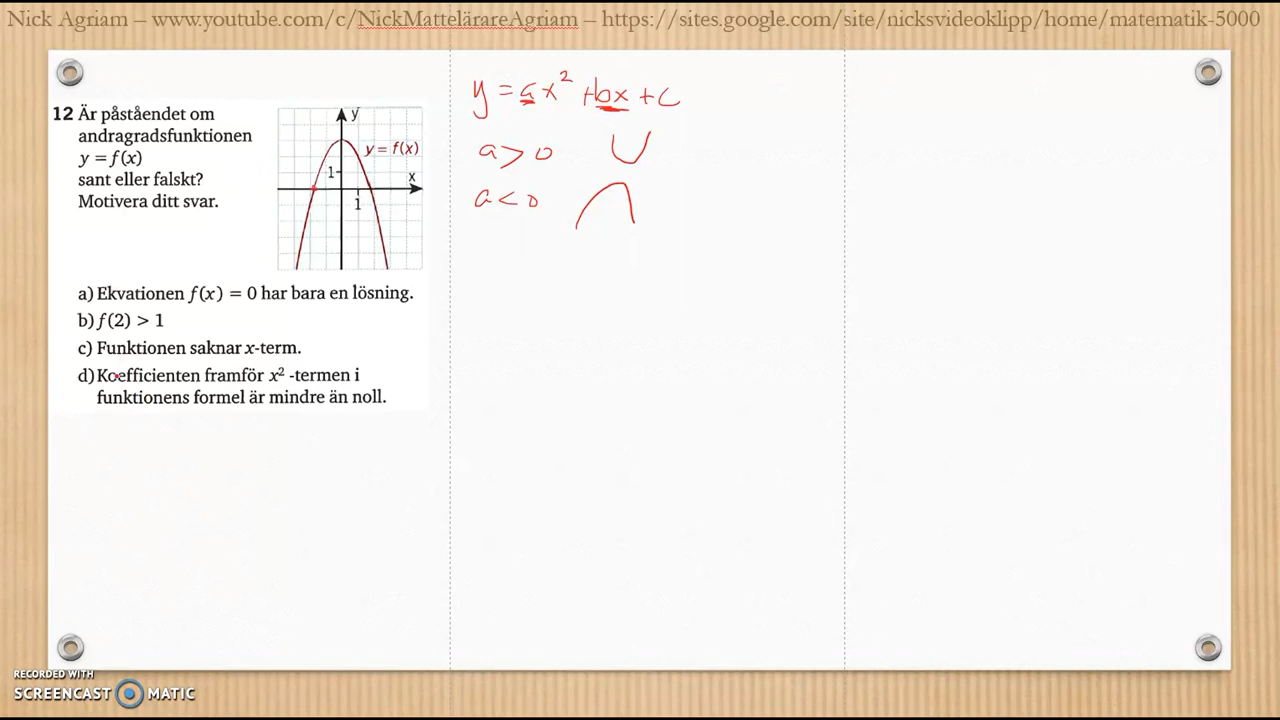 Nick Agriam – www.youtube.com/c/NickMattelärareAgriam – https://sites.google.com/site/nicksvideoklipp/home/matematik-5000
12 Är påståendet om
andragradsfunktionen
y = f(x)
sant eller falskt?
Motivera ditt svar.
y
y = f(x)
1
x
1
a) Ekvationen f(x) = 0 har bara en lösning.
b) f(2) > 1
c) Funktionen saknar x-term.
d) Koefficienten framför x² -termen i
funktionens formel är mindre än noll.
y = ax² + bx + c
a > 0
a < 0
RECORDED WITH
SCREENCAST MATIC